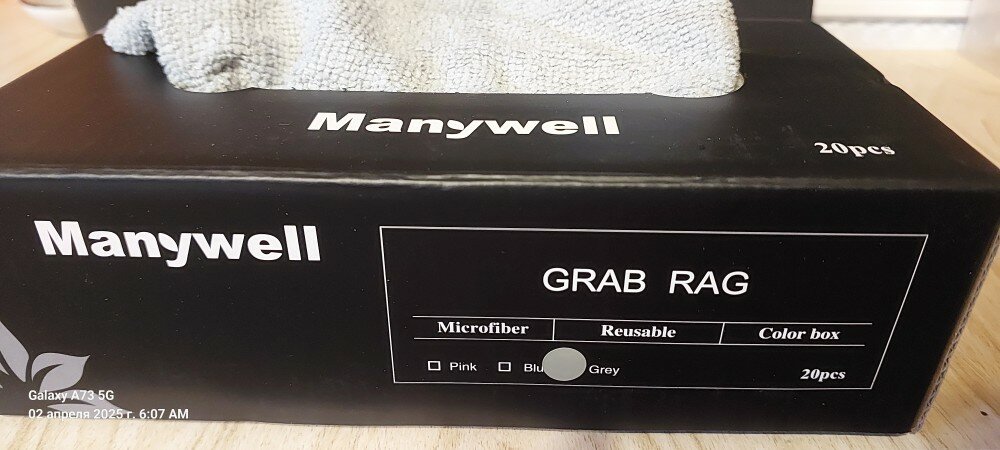 Manywell
20pcs
Manywell
GRAB RAG
Microfiber Reusable Color box
Pink Blu Grey
20pcs
Galaxy A73 5G
02 апреля 2025 г. 6:07 AM